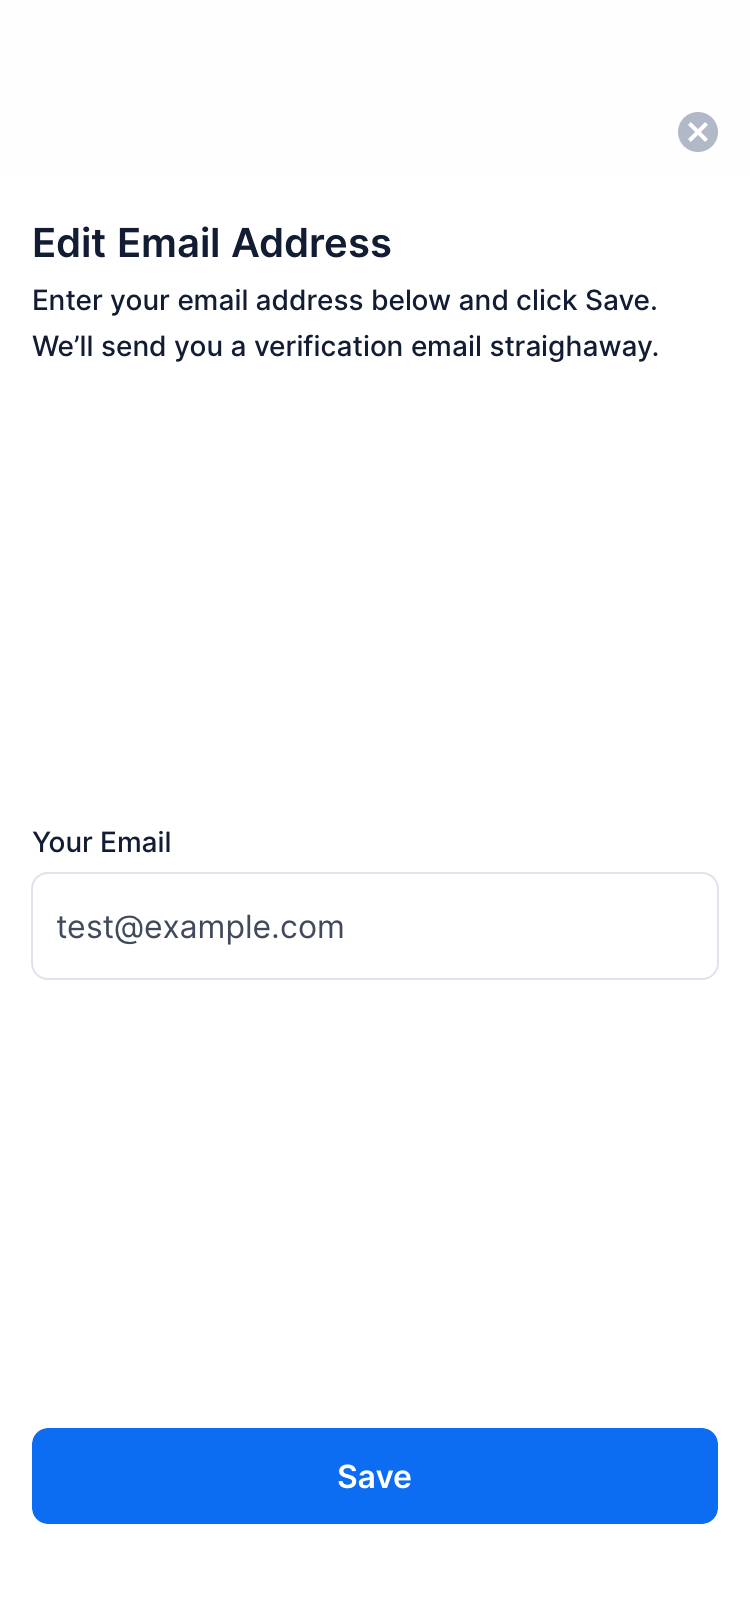 Edit Email Address
Enter your email address below and click Save.
We’ll send you a verification email straighaway.
Your Email
test@example.com
Save